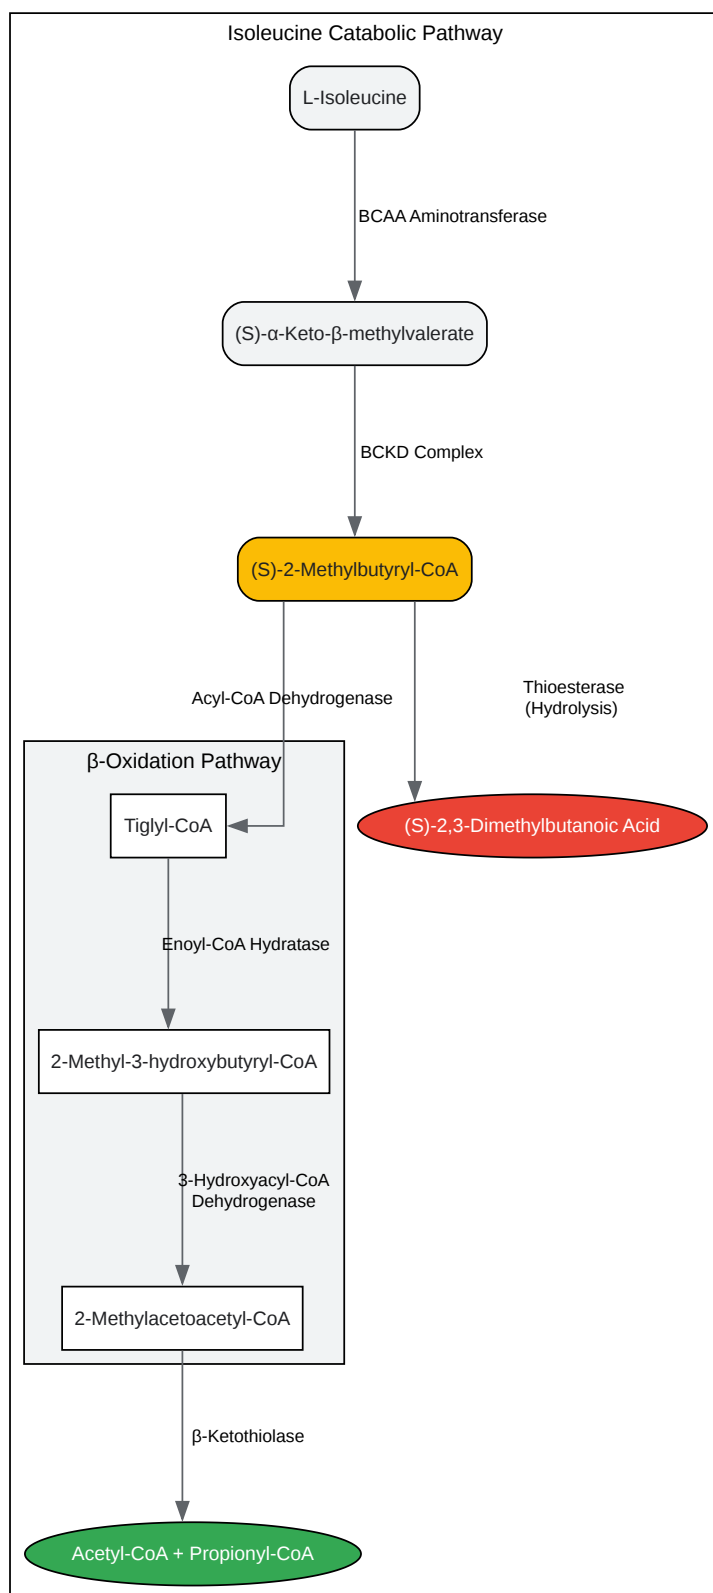 Isoleucine Catabolic Pathway
L-Isoleucine
BCAA Aminotransferase
(S)-α-Keto-β-methylvalerate
BCKD Complex
(S)-2-Methylbutyryl-CoA
Acyl-CoA Dehydrogenase
Thioesterase
(Hydrolysis)
β-Oxidation Pathway
Tiglyl-CoA
(S)-2,3-Dimethylbutanoic Acid
Enoyl-CoA Hydratase
2-Methyl-3-hydroxybutyryl-CoA
3-Hydroxyacyl-CoA
Dehydrogenase
2-Methylacetoacetyl-CoA
β-Ketothiolase
Acetyl-CoA + Propionyl-CoA